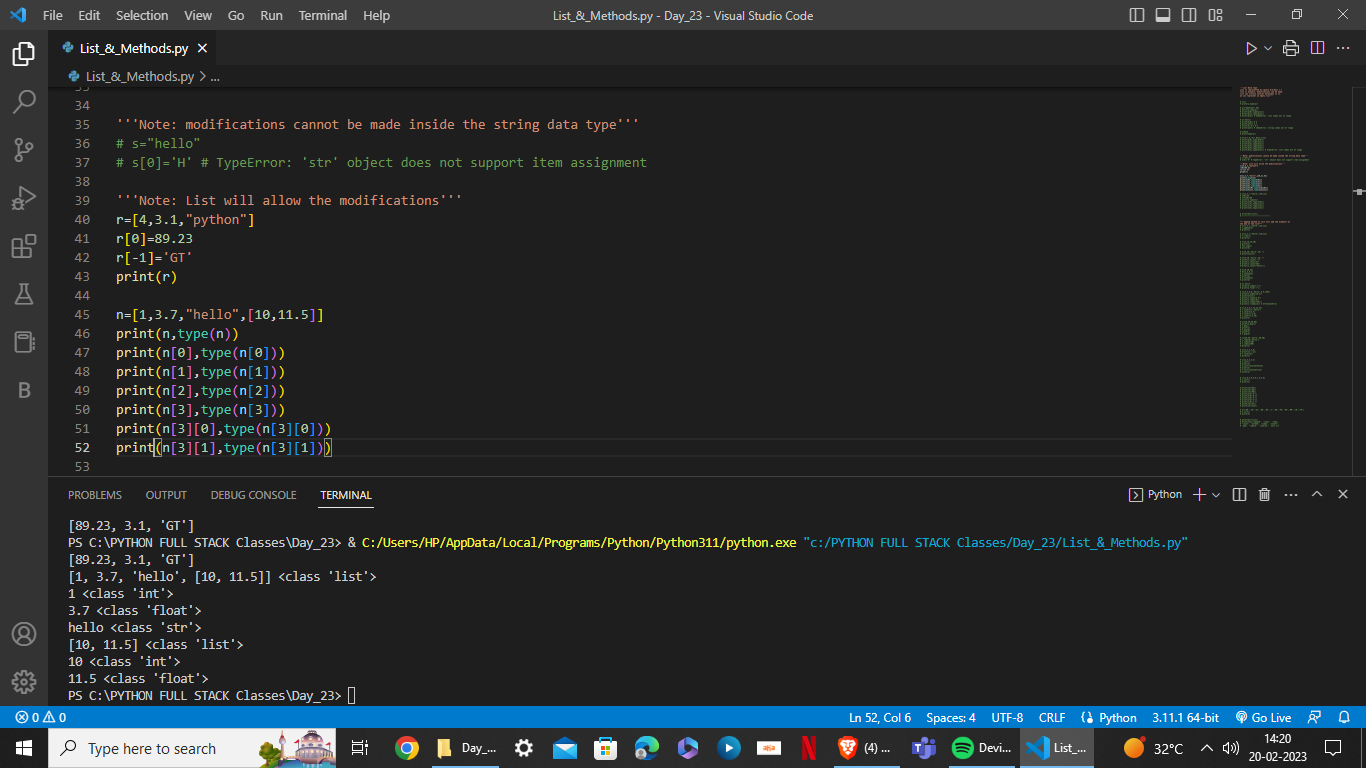 File Edit Selection View Go Run Terminal Help List_&_Methods.py - Day_23 - Visual Studio Code
List_&_Methods.py
List_&_Methods.py > ...
33
34
35 '''Note: modifications cannot be made inside the string data type'''
36 # s="hello"
37 # s[0]='H' # TypeError: 'str' object does not support item assignment
38
39 '''Note: List will allow the modifications'''
40 r=[4,3.1,"python"]
41 r[0]=89.23
42 r[-1]='GT'
43 print(r)
44
45 n=[1,3.7,"hello",[10,11.5]]
46 print(n,type(n))
47 print(n[0],type(n[0]))
48 print(n[1],type(n[1]))
49 print(n[2],type(n[2]))
50 print(n[3],type(n[3]))
51 print(n[3][0],type(n[3][0]))
52 print(n[3][1],type(n[3][1]))
53
PROBLEMS OUTPUT DEBUG CONSOLE TERMINAL Python
[89.23, 3.1, 'GT']
PS C:\PYTHON FULL STACK Classes\Day_23> & C:/Users/HP/AppData/Local/Programs/Python/Python311/python.exe "c:/PYTHON FULL STACK Classes/Day_23/List_&_Methods.py"
[89.23, 3.1, 'GT']
[1, 3.7, 'hello', [10, 11.5]] <class 'list'>
1 <class 'int'>
3.7 <class 'float'>
hello <class 'str'>
[10, 11.5] <class 'list'>
10 <class 'int'>
11.5 <class 'float'>
PS C:\PYTHON FULL STACK Classes\Day_23>
0 0 Ln 52, Col 6 Spaces: 4 UTF-8 CRLF Python 3.11.1 64-bit Go Live
Type here to search Day_... (4) ... Devi... List_... 32°C 14:20
20-02-2023